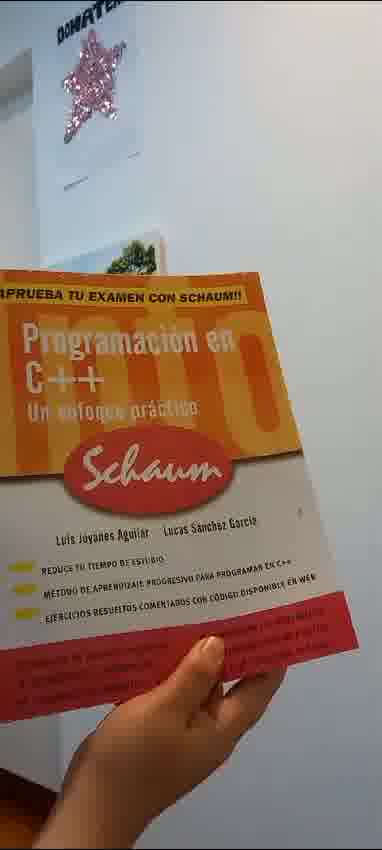 APRUEBA TU EXAMEN CON SCHAUM!!
Programación en
C++
Un enfoque práctico
Schaum
Luis Joyanes Aguilar Lucas Sánchez García
REDUCE TU TIEMPO DE ESTUDIO
MÉTODO DE APRENDIZAJE PROGRESIVO PARA PROGRAMAR EN C++
EJERCICIOS RESUELTOS COMENTADOS CON CÓDIGO DISPONIBLE EN WEB